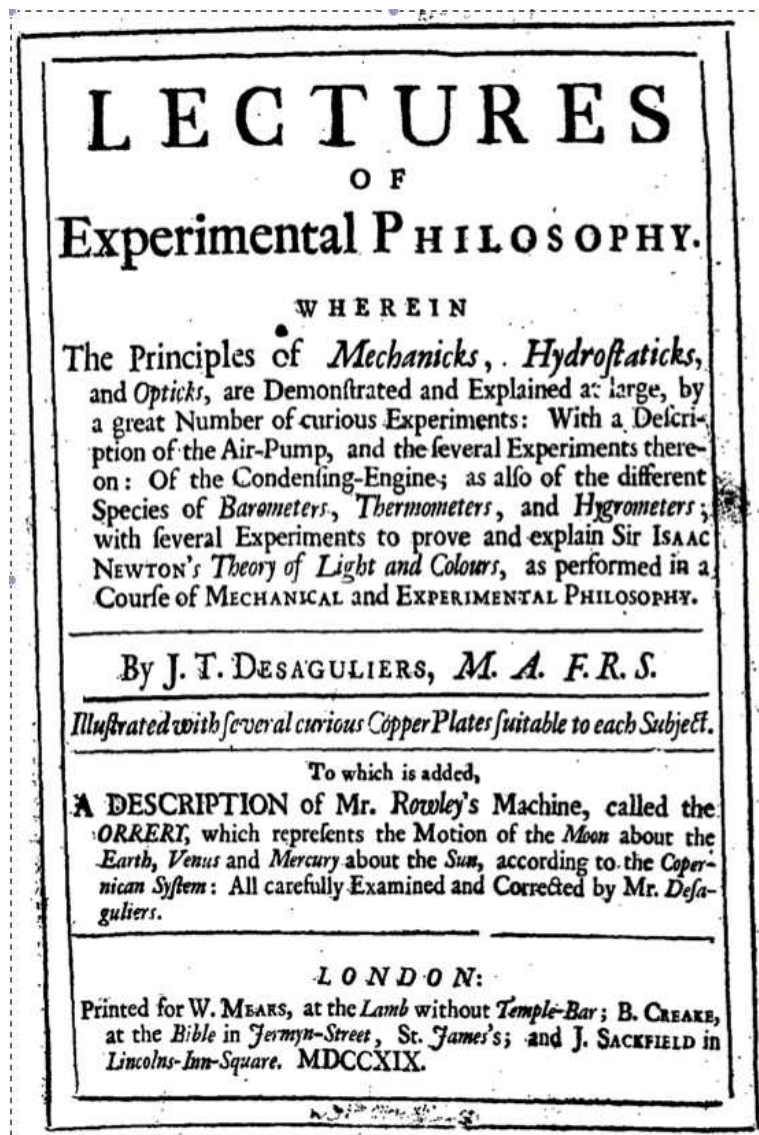 LECTURES
OF
Experimental PHILOSOPHY.
WHEREIN
The Principles of Mechanicks, Hydroſtaticks,
and Opticks, are Demonſtrated and Explained at large, by
a great Number of curious Experiments: With a Deſcri-
ption of the Air-Pump, and the ſeveral Experiments there-
on: Of the Condenſing-Engine; as alſo of the different
Species of Barometers, Thermometers, and Hygrometers;
with ſeveral Experiments to prove and explain Sir ISAAC
NEWTON's Theory of Light and Colours, as performed in a
Courſe of MECHANICAL and EXPERIMENTAL PHILOSOPHY.
By J. T. DESAGULIERS, M. A. F. R. S.
Illuſtrated with ſeveral curious Copper Plates ſuitable to each Subject.
To which is added,
A DESCRIPTION of Mr. Rowley's Machine, called the
ORRERY, which repreſents the Motion of the Moon about the
Earth, Venus and Mercury about the Sun, according to the Coper-
nican Syſtem: All carefully Examined and Corrected by Mr. Deſa-
guliers.
LONDON:
Printed for W. MEARS, at the Lamb without Temple-Bar; B. CREAKE,
at the Bible in Jermyn-Street, St. James's; and J. SACKFIELD in
Lincolns-Inn-Square. MDCCXIX.